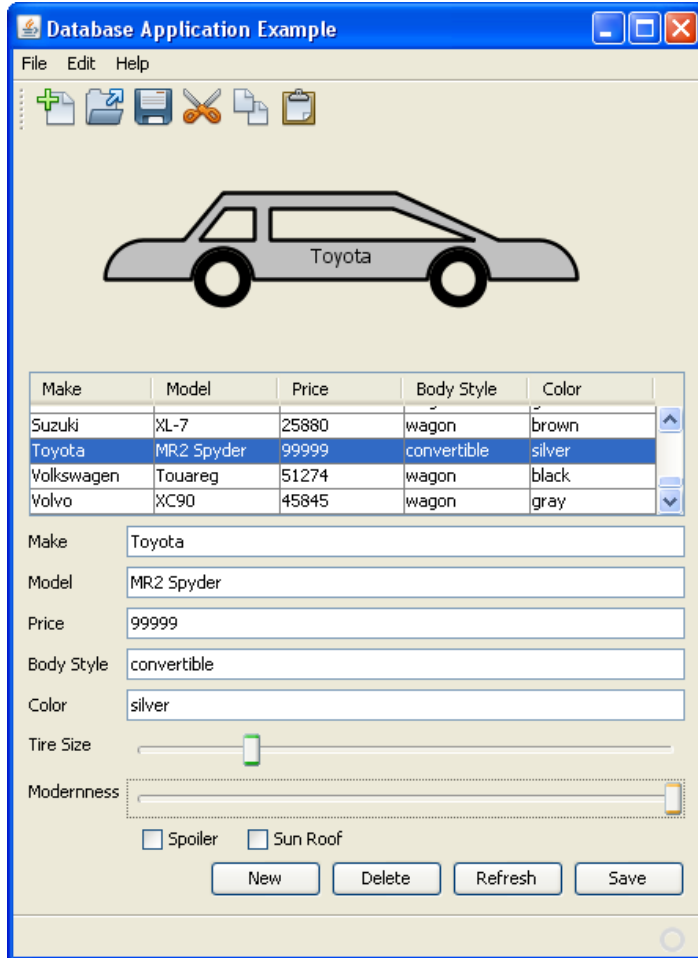 Database Application Example
File Edit Help
Toyota
Make Model Price Body Style Color
Suzuki XL-7 25880 wagon brown
Toyota MR2 Spyder 99999 convertible silver
Volkswagen Touareg 51274 wagon black
Volvo XC90 45845 wagon gray
Make Toyota
Model MR2 Spyder
Price 99999
Body Style convertible
Color silver
Tire Size
Modernness
Spoiler Sun Roof
New Delete Refresh Save